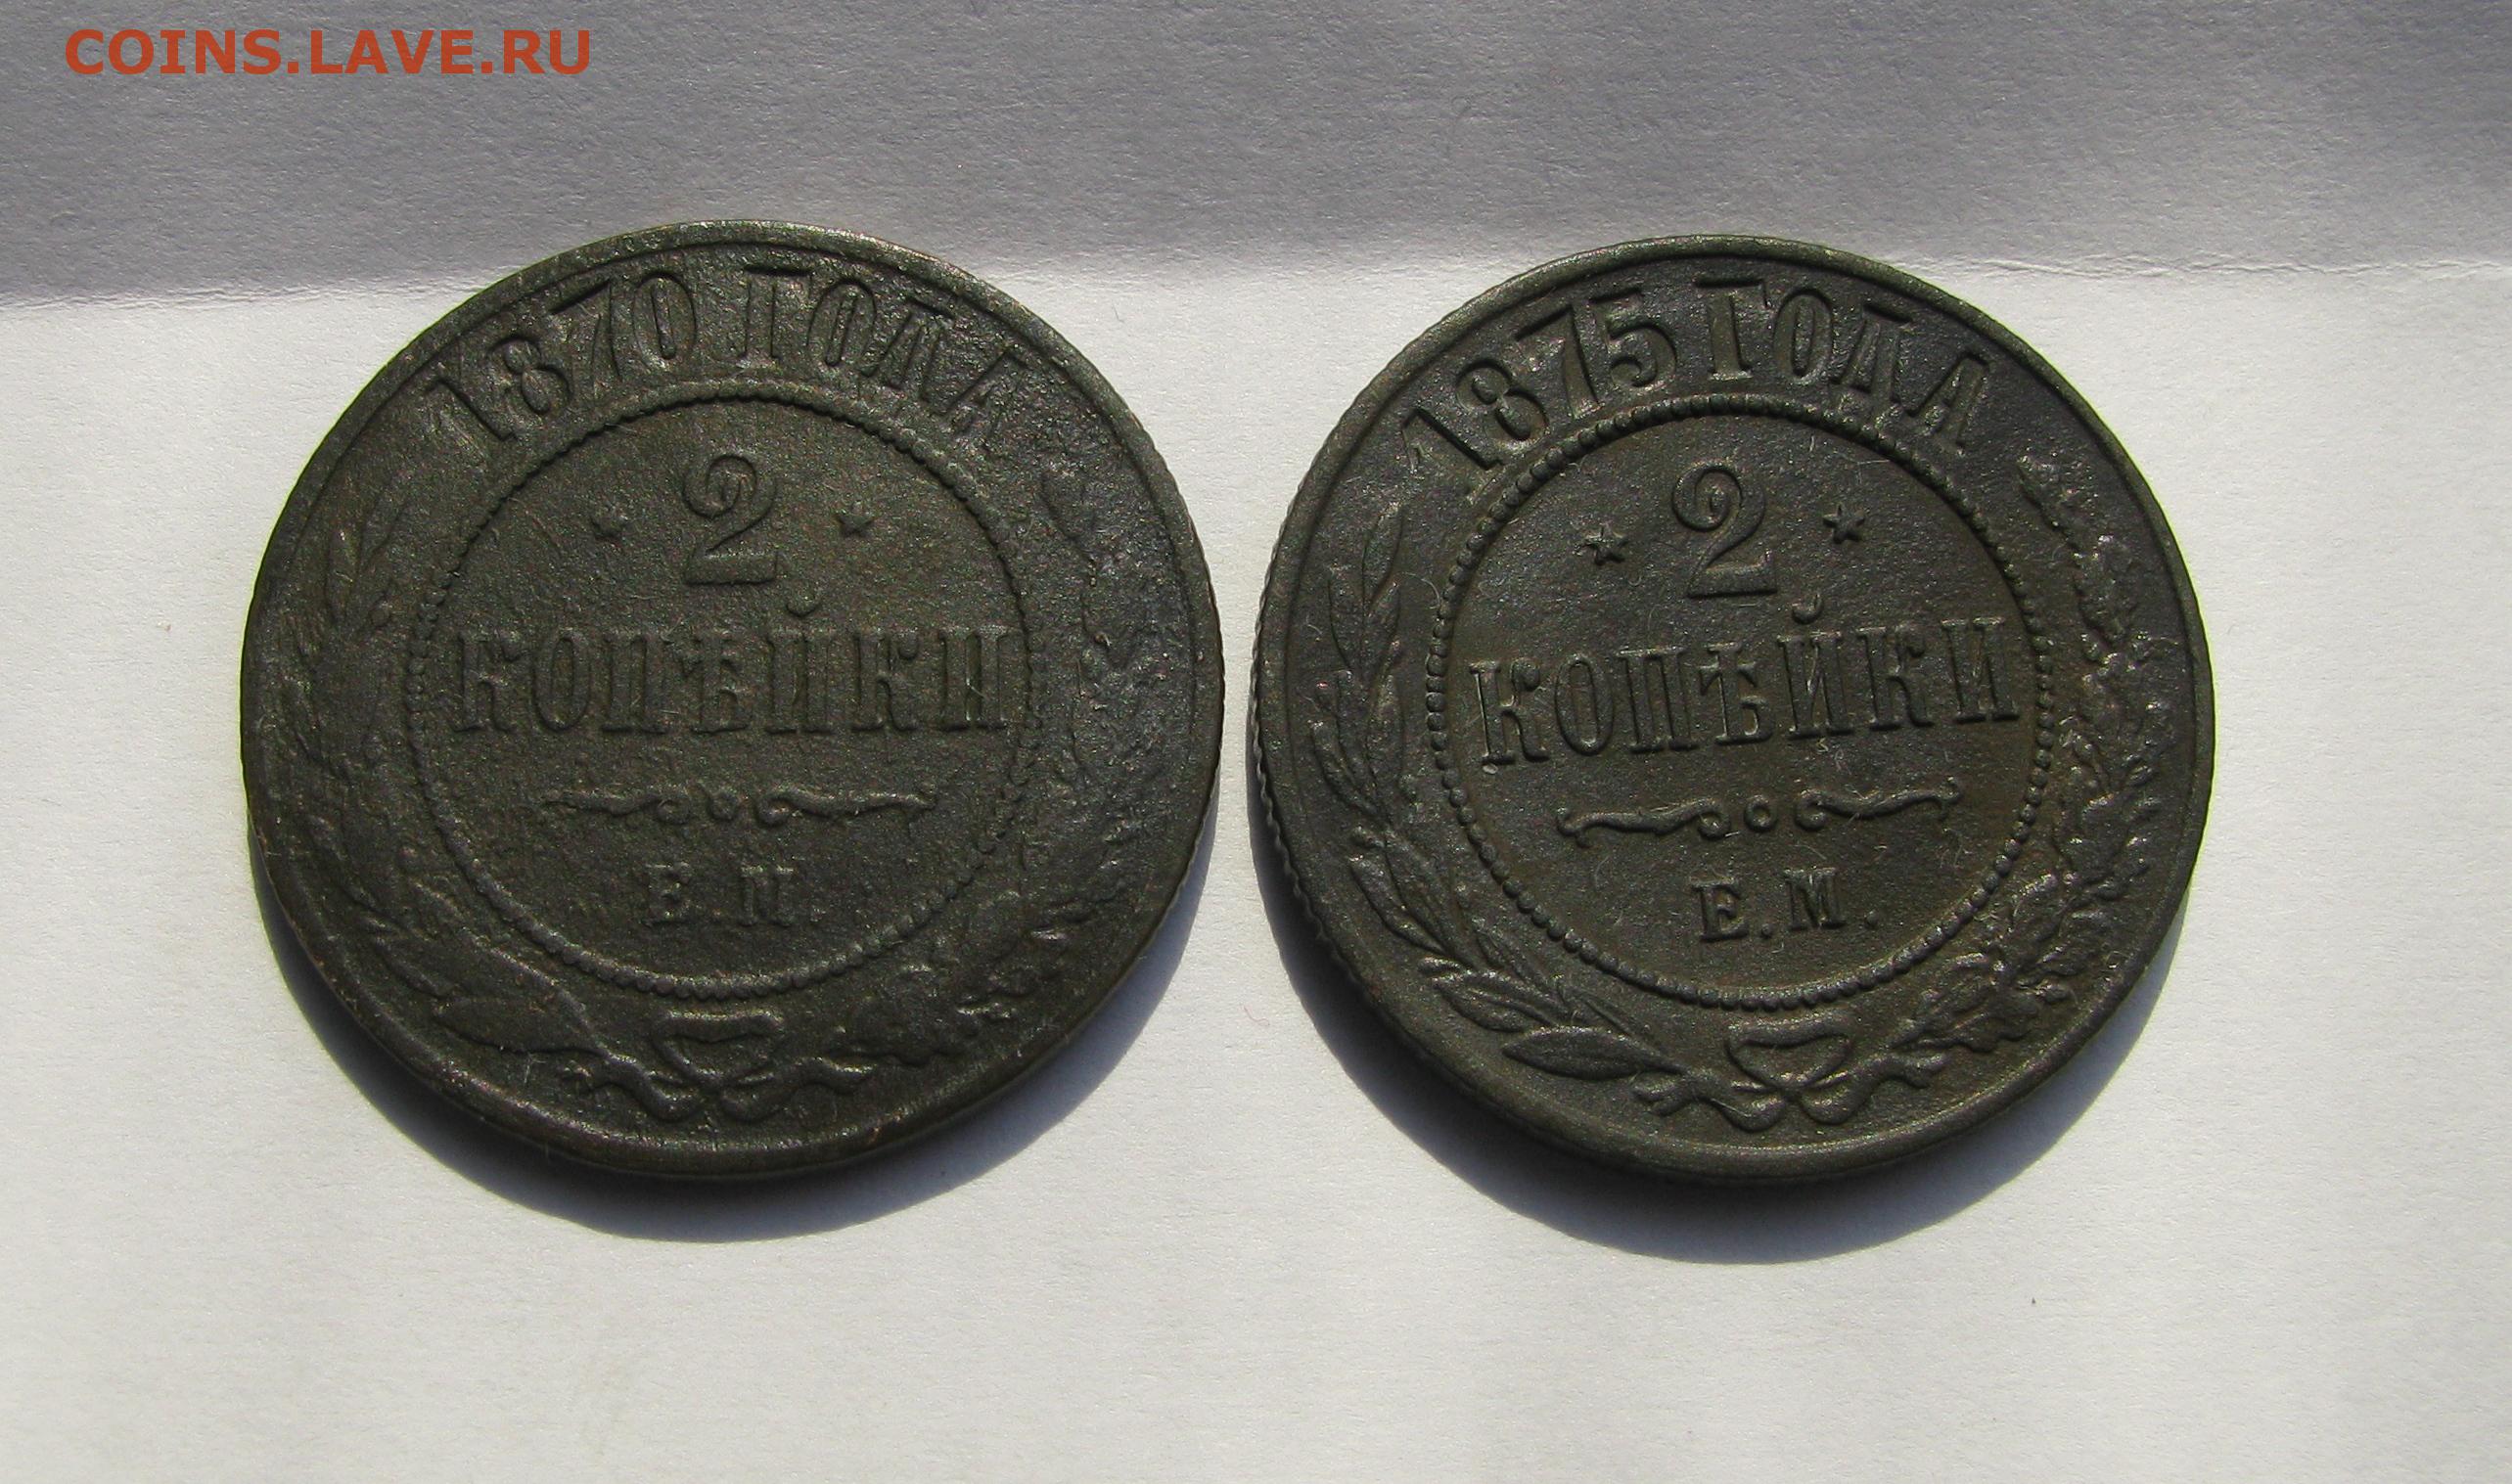 COINS.LAVE.RU
1870 ГОДА
2
КОПѢЙКИ
Е.М.
1875 ГОДА
2
КОПѢЙКИ
Е.М.